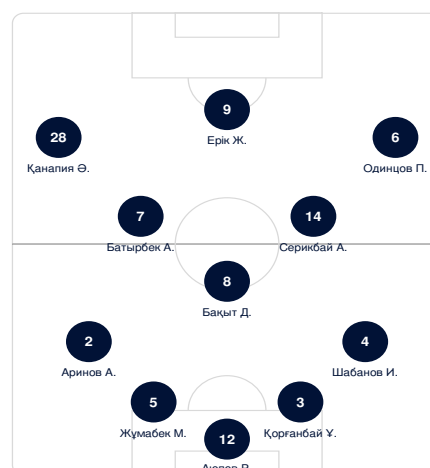 9
Ерік Ж.
28
Қанапия Ә.
6
Одинцов П.
7
Батырбек А.
14
Серикбай А.
8
Бақыт Д.
2
Аринов А.
4
Шабанов И.
5
Жұмабек М.
3
Қорғанбай Ұ.
12